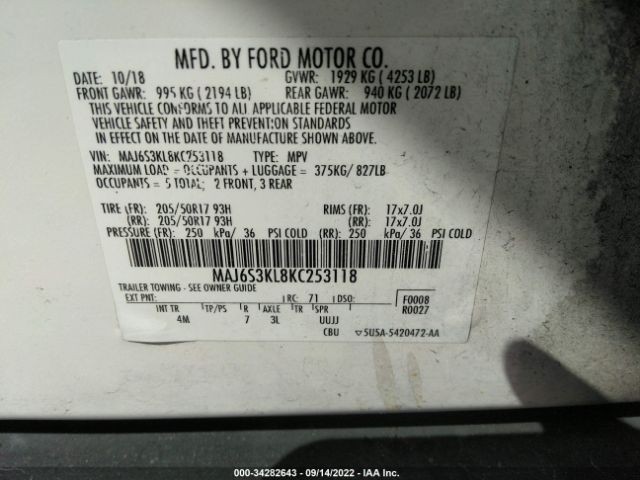 MFD. BY FORD MOTOR CO.
DATE: 10/18 GVWR: 1929 KG ( 4253 LB)
FRONT GAWR: 995 KG ( 2194 LB) REAR GAWR: 940 KG ( 2072 LB)
THIS VEHICLE CONFORMS TO ALL APPLICABLE FEDERAL MOTOR
VEHICLE SAFETY AND THEFT PREVENTION STANDARDS
IN EFFECT ON THE DATE OF MANUFACTURE SHOWN ABOVE.
VIN: MAJ6S3KL8KC253118 TYPE: MPV
MAXIMUM LOAD = OCCUPANTS + LUGGAGE = 375KG/ 827LB
OCCUPANTS = 5 TOTAL; 2 FRONT, 3 REAR
TIRE (FR): 205/50R17 93H RIMS (FR): 17x7.0J
(RR): 205/50R17 93H (RR): 17x7.0J
PRESSURE (FR): 250 kPa/ 36 PSI COLD (RR): 250 kPa/ 36 PSI COLD
MAJ6S3KL8KC253118
TRAILER TOWING - SEE OWNER GUIDE
EXT PNT: RC: 71 DSO: F0008
INT TR TP/PS R AXLE TR SPR R0027
4M 7 3L UUJJ
CBU 5USA-5420472-AA
000-34282643 - 09/14/2022 - IAA Inc.